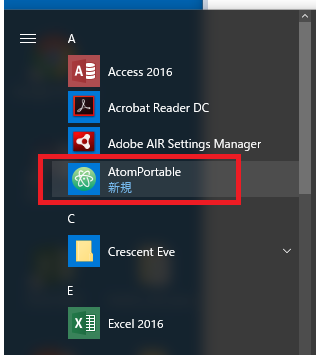 A
Access 2016
Acrobat Reader DC
Adobe AIR Settings Manager
AtomPortable
新規
C
Crescent Eve
E
Excel 2016